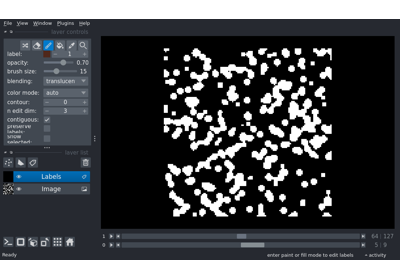 File View Window Plugins Help
layer controls
label: 1
opacity: 0.70
brush size: 15
blending: translucen
color mode: auto
contour: 0
n edit dim: 3
contiguous:
preserve labels:
show selected:
layer list
Labels
Image
1 64 127
0 5 9
Ready enter paint or fill mode to edit labels activity